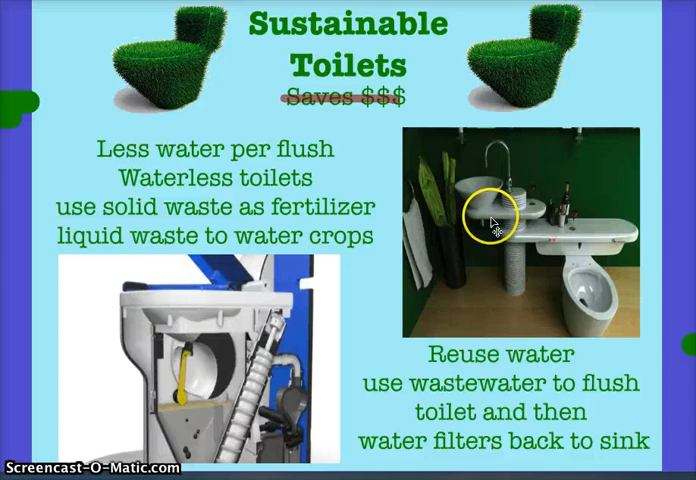 Sustainable
Toilets
Saves $$$
Less water per flush
Waterless toilets
use solid waste as fertilizer
liquid waste to water crops
Reuse water
use wastewater to flush
toilet and then
water filters back to sink
Screencast-O-Matic.com